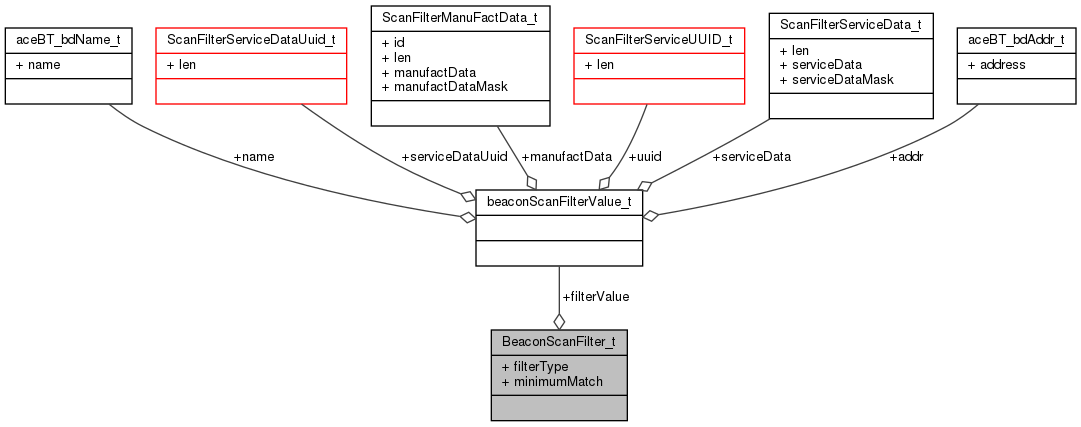 aceBT_bdName_t
+ name
ScanFilterServiceDataUuid_t
+ len
ScanFilterManuFactData_t
+ id
+ len
+ manufactData
+ manufactDataMask
ScanFilterServiceUUID_t
+ len
ScanFilterServiceData_t
+ len
+ serviceData
+ serviceDataMask
aceBT_bdAddr_t
+ address
+name
+serviceDataUuid
+manufactData
+uuid
+serviceData
+addr
beaconScanFilterValue_t
+filterValue
BeaconScanFilter_t
+ filterType
+ minimumMatch